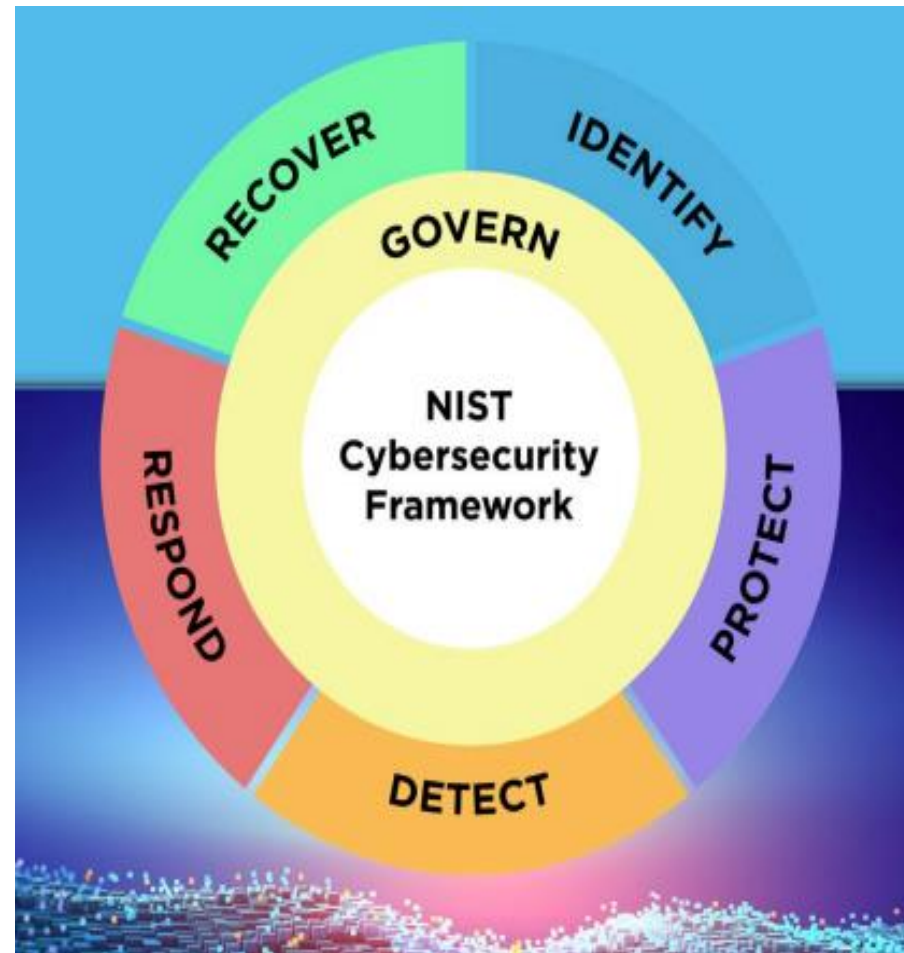 RECOVER
IDENTIFY
GOVERN
NIST
Cybersecurity
Framework
RESPOND
PROTECT
DETECT